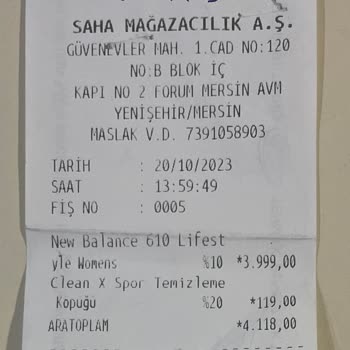 SAHA MAĞAZACILIK A.Ş.
GÜVENEVLER MAH. 1.CAD NO:120
NO:B BLOK İÇ
KAPI NO 2 FORUM MERSİN AVM
YENİŞEHİR/MERSİN
MASLAK V.D. 7391058903
TARİH : 20/10/2023
SAAT : 13:59:49
FİŞ NO : 0005
New Balance 610 Lifest
yle Womens %10 *3.999,00
Clean X Spor Temizleme
Köpuğu %20 *119,00
ARATOPLAM *4.118,00